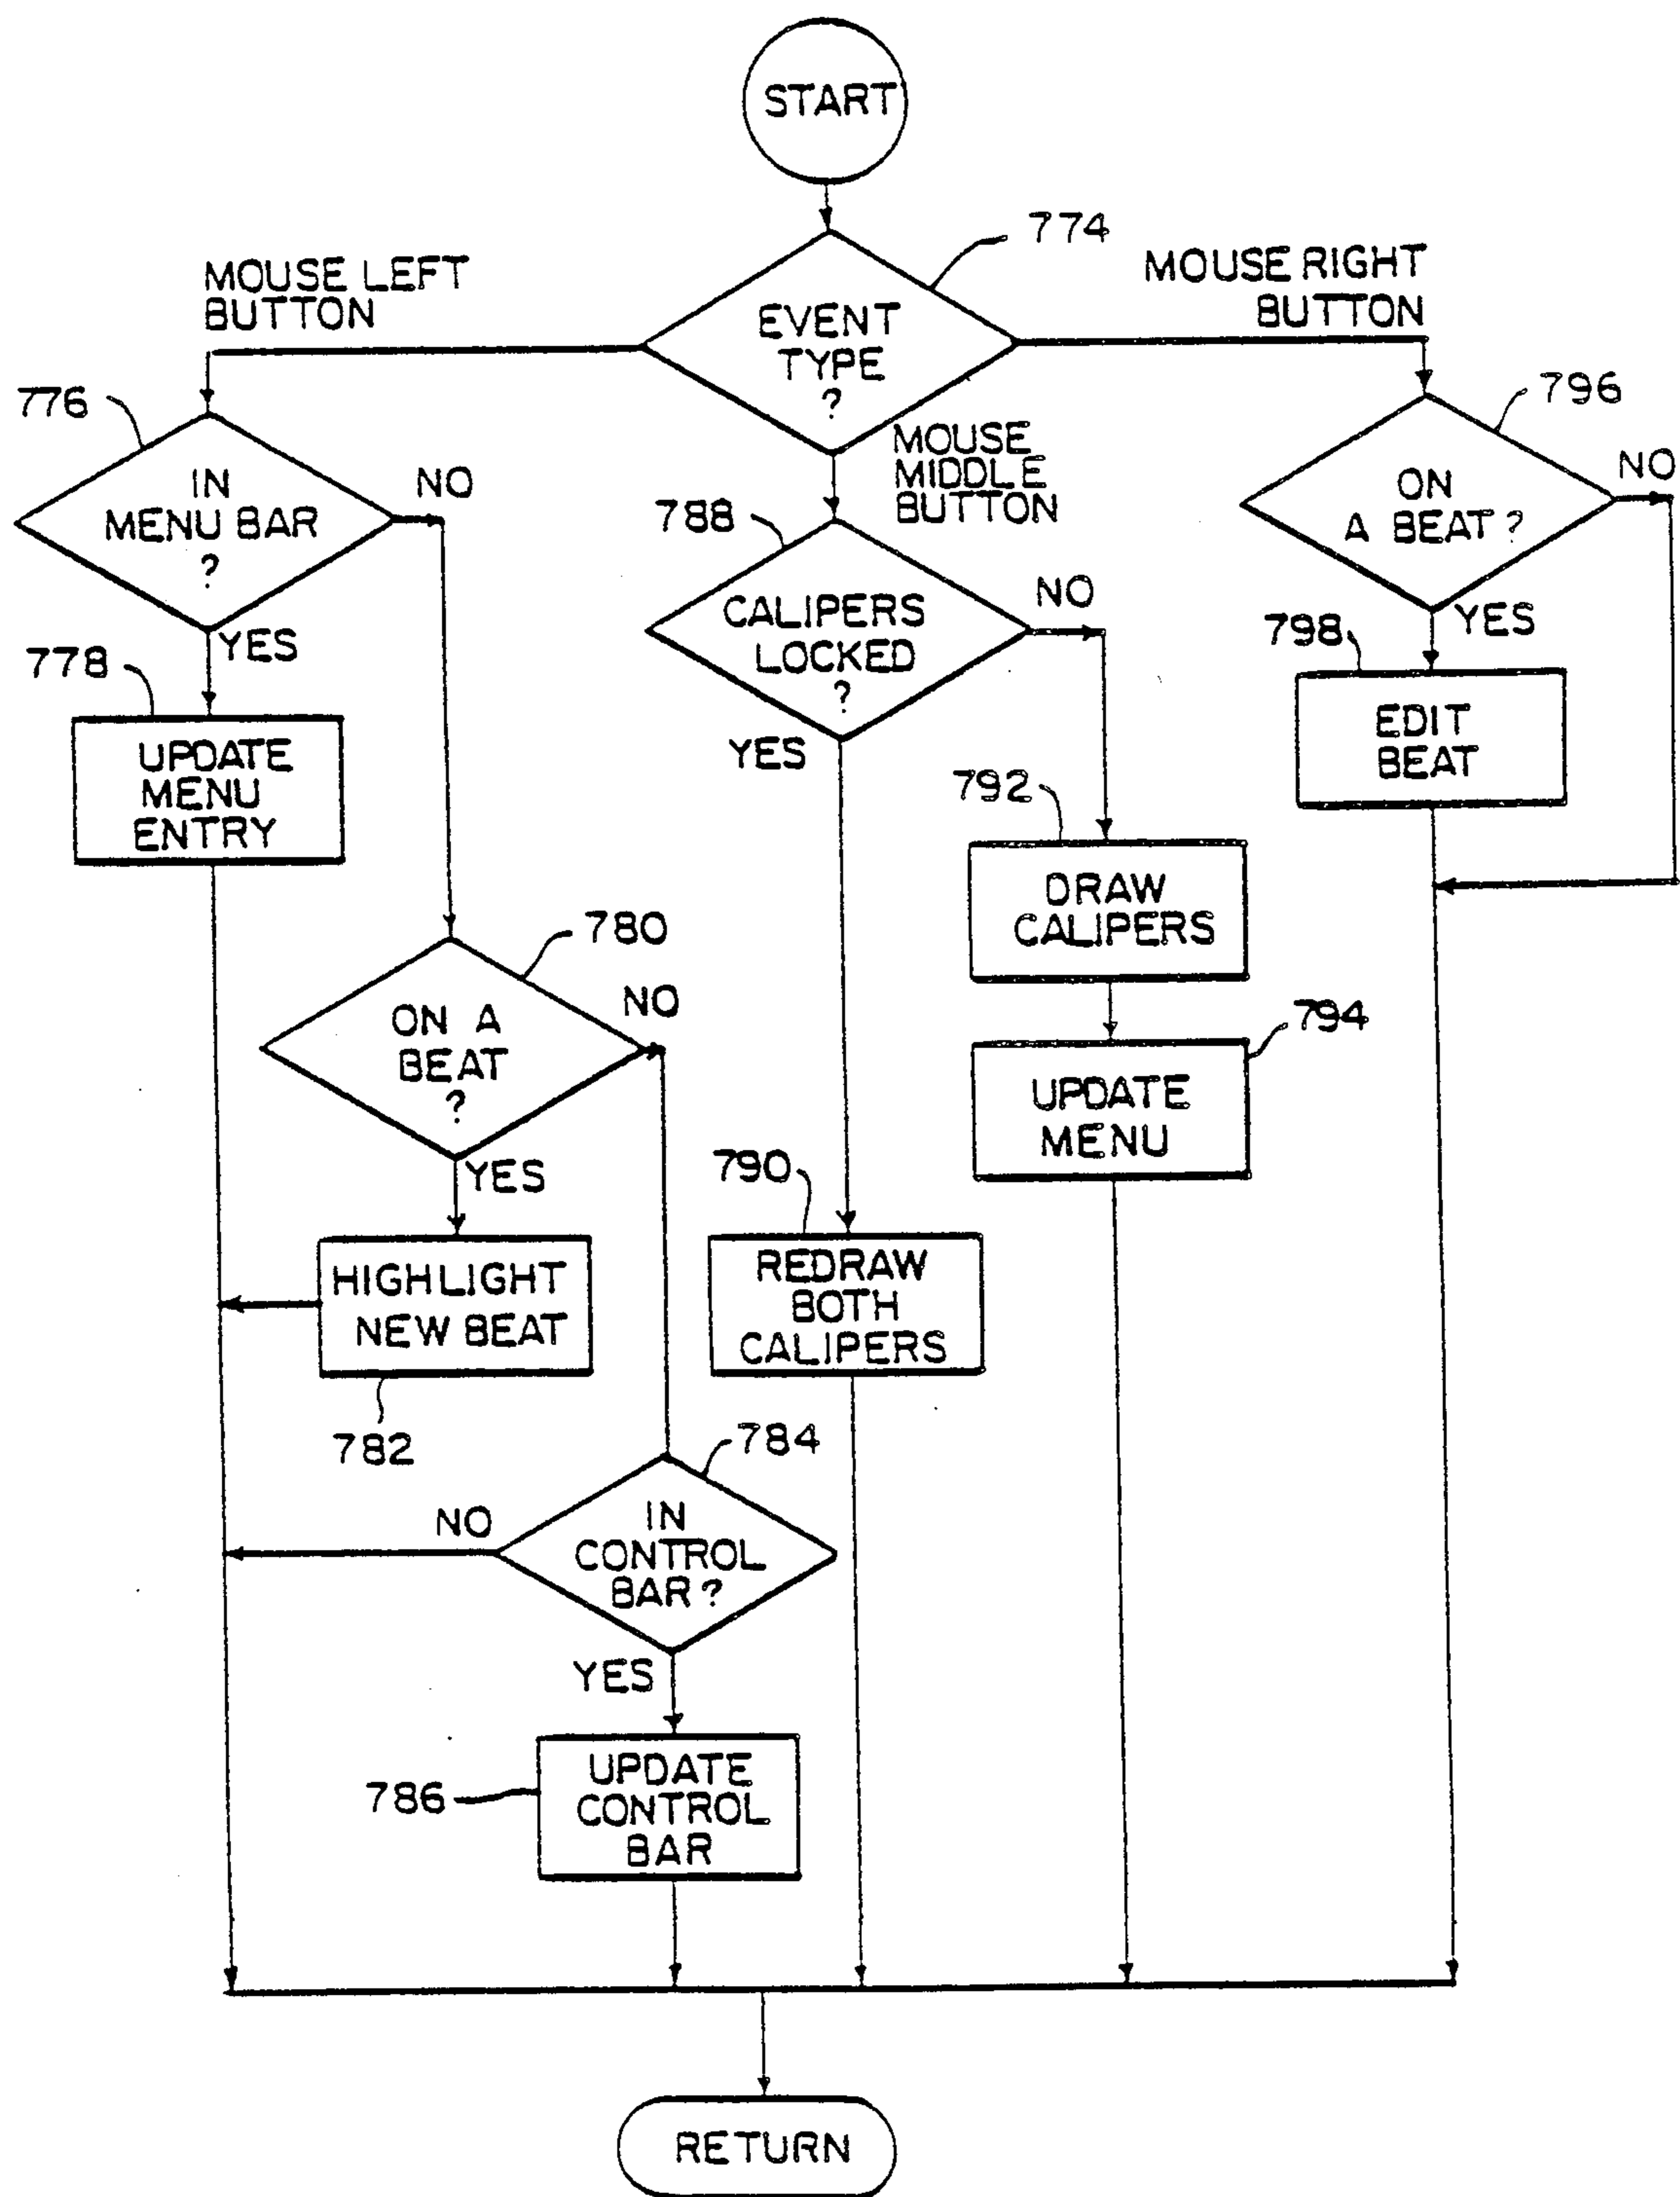 START
774
MOUSE LEFT
BUTTON
EVENT
TYPE
?
MOUSE RIGHT
BUTTON
776
IN
MENU BAR
?
NO
YES
778
UPDATE
MENU
ENTRY
780
ON A
BEAT
?
NO
YES
HIGHLIGHT
NEW BEAT
782
784
IN
CONTROL
BAR?
NO
YES
786
UPDATE
CONTROL
BAR
MOUSE
MIDDLE
BUTTON
788
CALIPERS
LOCKED
?
NO
YES
790
REDRAW
BOTH
CALIPERS
792
DRAW
CALIPERS
794
UPDATE
MENU
796
ON
A BEAT?
NO
YES
798
EDIT
BEAT
RETURN